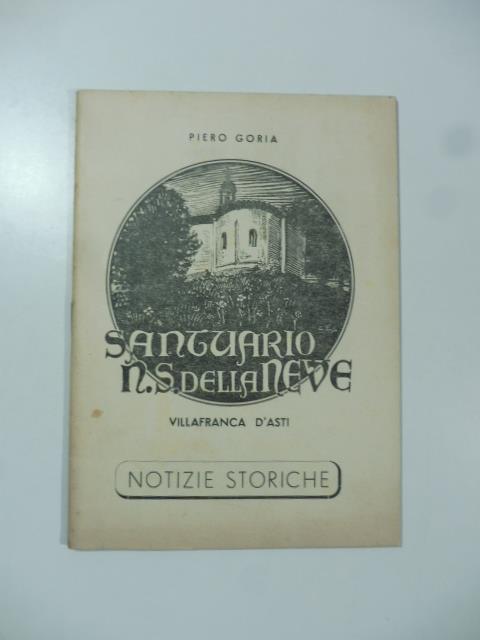 PIERO GORIA
SANTUARIO
N.S. DELLA NEVE
VILLAFRANCA D'ASTI
NOTIZIE STORICHE